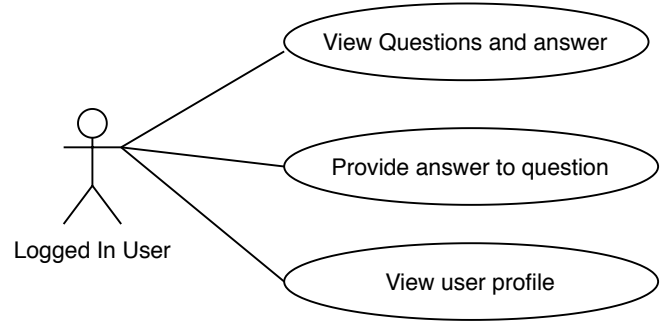 View Questions and answer
Provide answer to question
Logged In User
View user profile